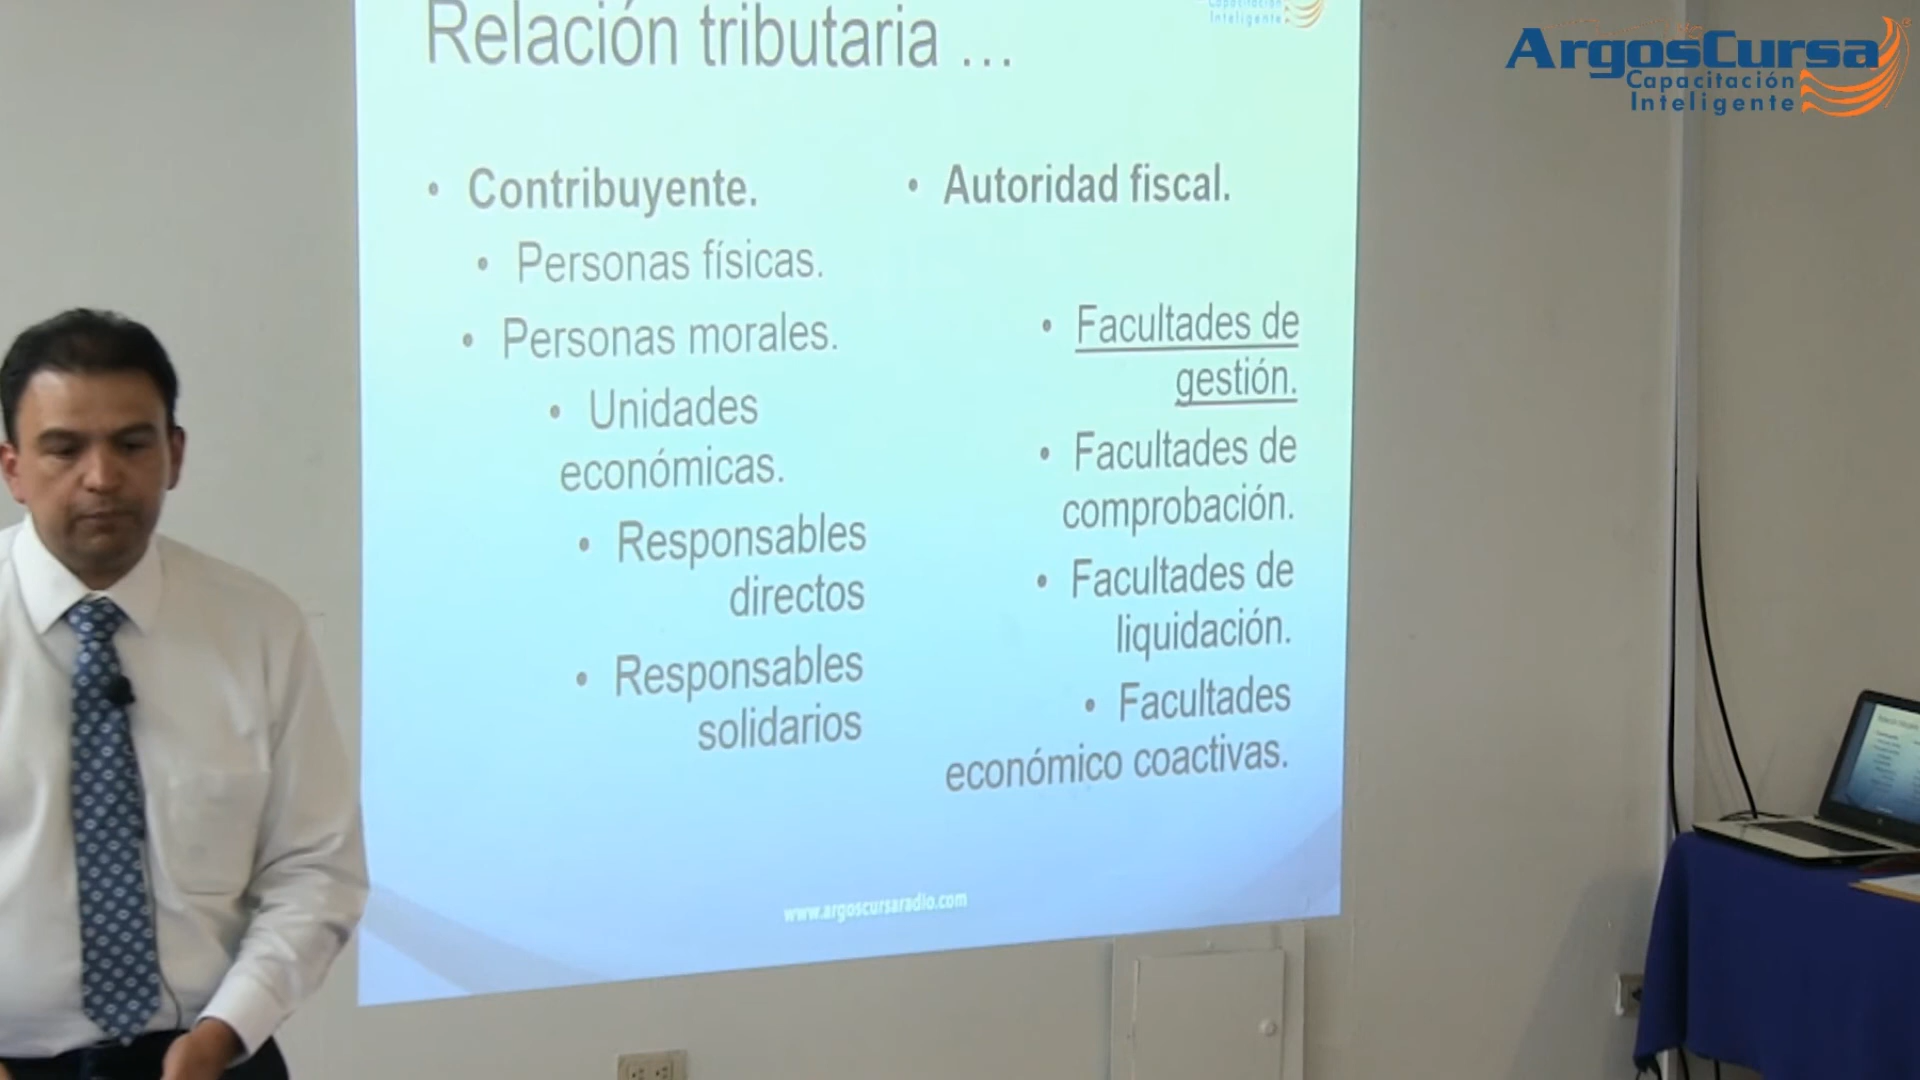 Relación tributaria ...
Capacitación
Inteligente
ArgosCursa
Capacitación
Inteligente
• Contribuyente.
• Personas físicas.
• Personas morales.
• Unidades
económicas.
• Responsables
directos
• Responsables
solidarios
• Autoridad fiscal.
• Facultades de
gestión.
• Facultades de
comprobación.
• Facultades de
liquidación.
• Facultades
económico coactivas.
www.argoscursaradio.com